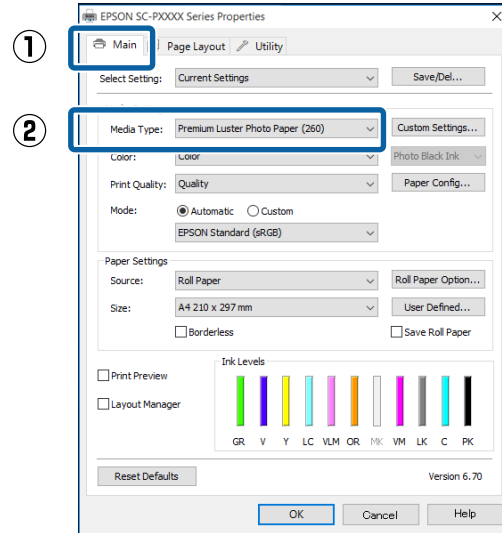 EPSON SC-PXXXX Series Properties
①
Main
Page Layout
Utility
Select Setting: Current Settings Save/Del...
②
Media Type: Premium Luster Photo Paper (260) Custom Settings...
Color: Color Photo Black Ink
Print Quality: Quality Paper Config...
Mode: Automatic Custom
EPSON Standard (sRGB)
Paper Settings
Source: Roll Paper Roll Paper Option...
Size: A4 210 x 297 mm User Defined...
Borderless Save Roll Paper
Ink Levels
Print Preview
Layout Manager
GR V Y LC VLM OR MK VM LK C PK
Reset Defaults Version 6.70
OK Cancel Help